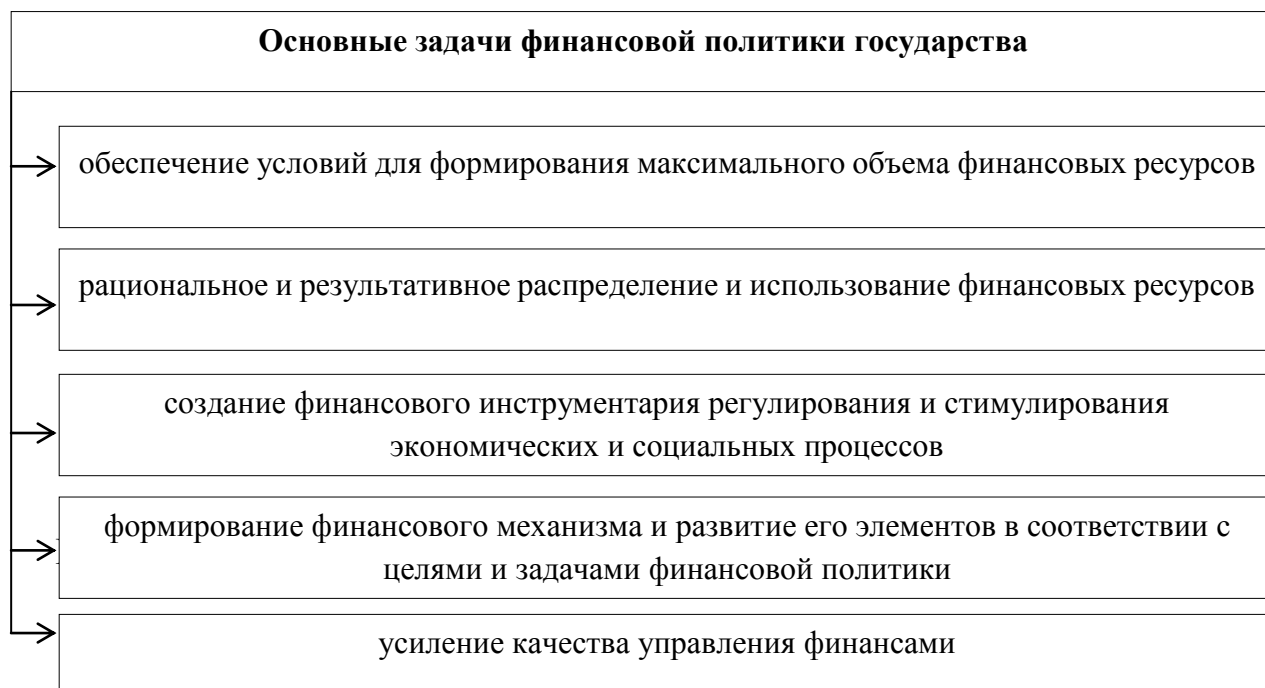 Основные задачи финансовой политики государства
обеспечение условий для формирования максимального объема финансовых ресурсов
рациональное и результативное распределение и использование финансовых ресурсов
создание финансового инструментария регулирования и стимулирования
экономических и социальных процессов
формирование финансового механизма и развитие его элементов в соответствии с
целями и задачами финансовой политики
усиление качества управления финансами